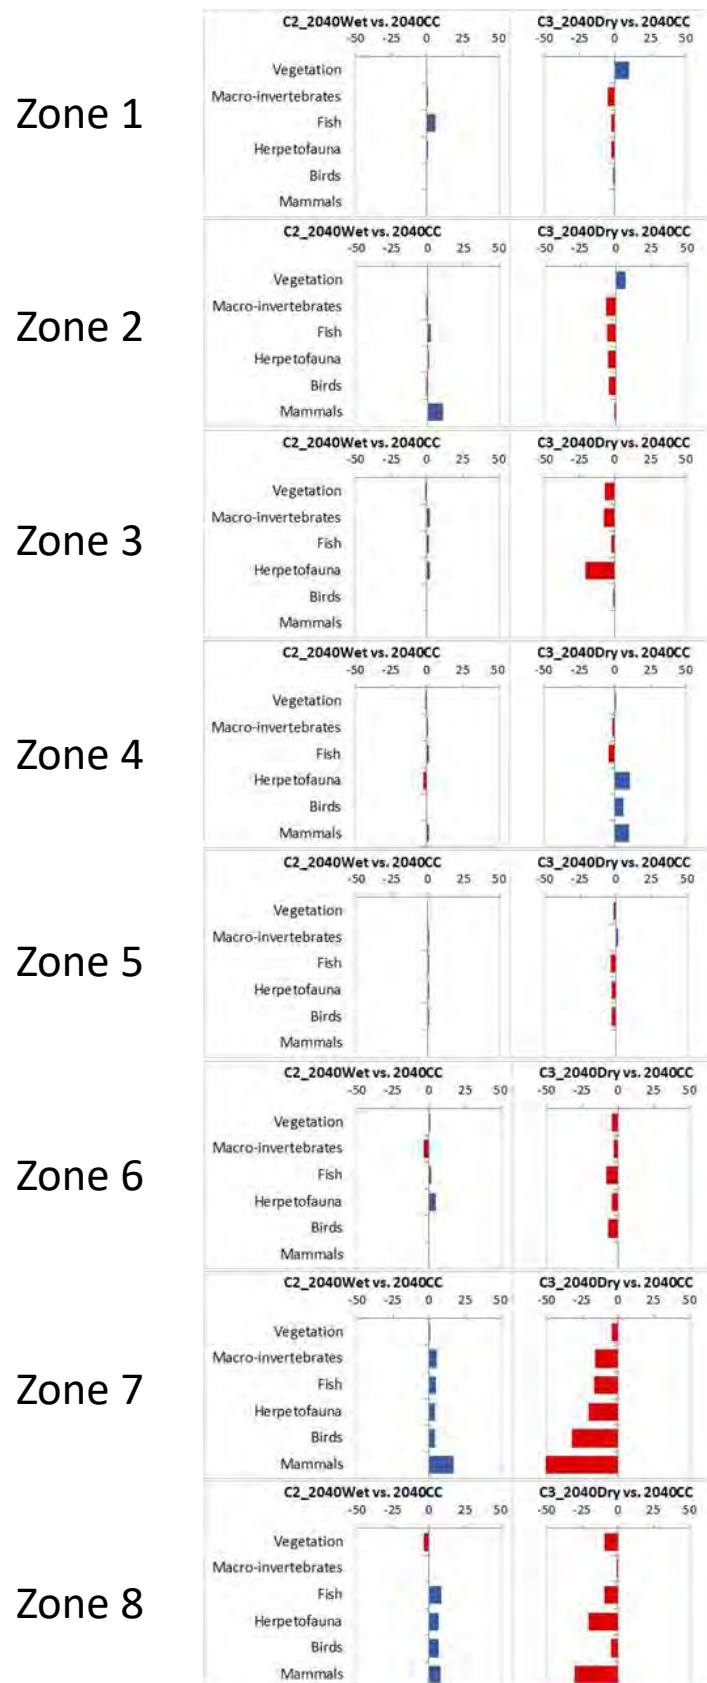 C2_2040Wet vs. 2040CC C3_2040Dry vs. 2040CC
-50 -25 0 25 50 -50 -25 0 25 50
Zone 1
Vegetation
Macro-invertebrates
Fish
Herpetofauna
Birds
Mammals
C2_2040Wet vs. 2040CC C3_2040Dry vs. 2040CC
-50 -25 0 25 50 -50 -25 0 25 50
Zone 2
Vegetation
Macro-invertebrates
Fish
Herpetofauna
Birds
Mammals
C2_2040Wet vs. 2040CC C3_2040Dry vs. 2040CC
-50 -25 0 25 50 -50 -25 0 25 50
Zone 3
Vegetation
Macro-invertebrates
Fish
Herpetofauna
Birds
Mammals
C2_2040Wet vs. 2040CC C3_2040Dry vs. 2040CC
-50 -25 0 25 50 -50 -25 0 25 50
Zone 4
Vegetation
Macro-invertebrates
Fish
Herpetofauna
Birds
Mammals
C2_2040Wet vs. 2040CC C3_2040Dry vs. 2040CC
-50 -25 0 25 50 -50 -25 0 25 50
Zone 5
Vegetation
Macro-invertebrates
Fish
Herpetofauna
Birds
Mammals
C2_2040Wet vs. 2040CC C3_2040Dry vs. 2040CC
-50 -25 0 25 50 -50 -25 0 25 50
Zone 6
Vegetation
Macro-invertebrates
Fish
Herpetofauna
Birds
Mammals
C2_2040Wet vs. 2040CC C3_2040Dry vs. 2040CC
-50 -25 0 25 50 -50 -25 0 25 50
Zone 7
Vegetation
Macro-invertebrates
Fish
Herpetofauna
Birds
Mammals
C2_2040Wet vs. 2040CC C3_2040Dry vs. 2040CC
-50 -25 0 25 50 -50 -25 0 25 50
Zone 8
Vegetation
Macro-invertebrates
Fish
Herpetofauna
Birds
Mammals